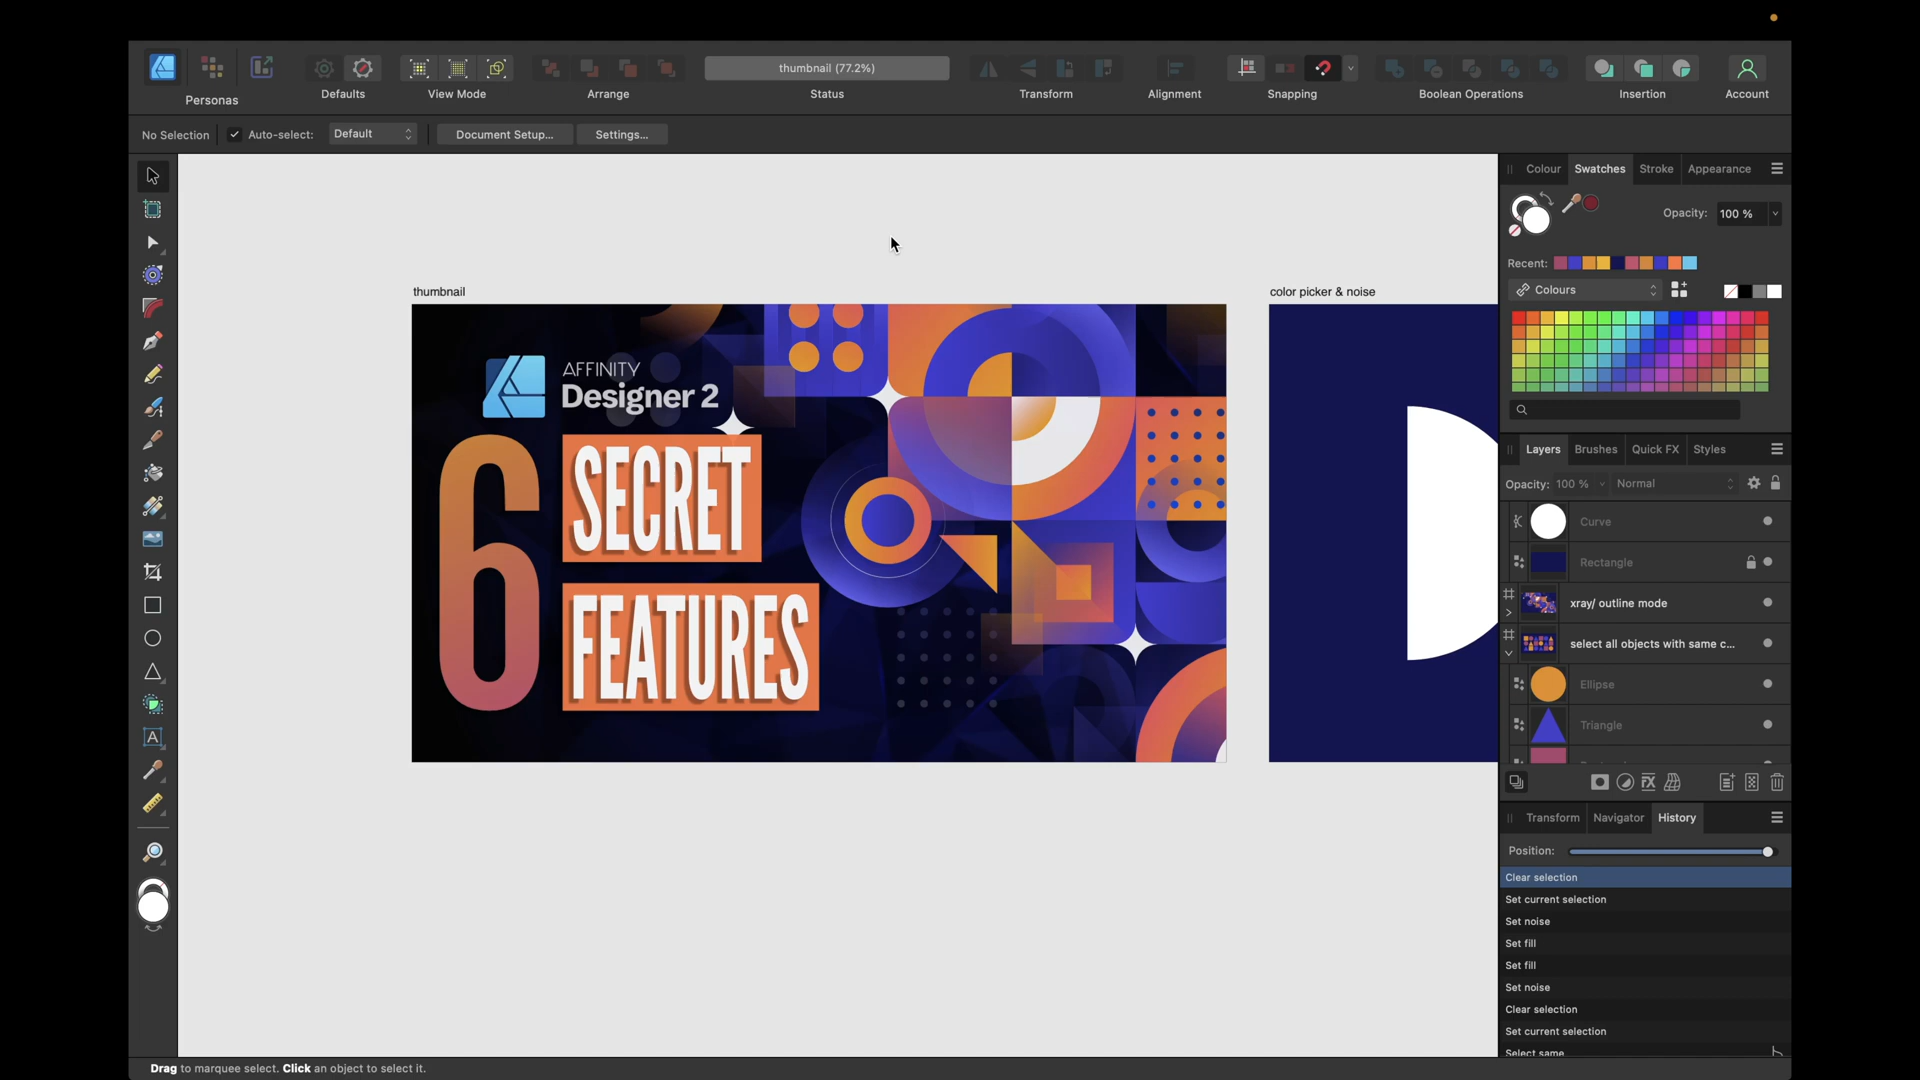 thumbnail (77.2%)
Personas
Defaults
View Mode
Arrange
Status
Transform
Alignment
Snapping
Boolean Operations
Insertion
Account
No Selection
Auto-select:
Default
Document Setup...
Settings...
Colour
Swatches
Stroke
Appearance
Opacity:
100 %
Recent:
Colours
thumbnail
color picker & noise
AFFINITY
Designer 2
6
SECRET
FEATURES
Layers
Brushes
Quick FX
Styles
Opacity:
100 %
Normal
Curve
Rectangle
xray/ outline mode
select all objects with same c...
Ellipse
Triangle
Transform
Navigator
History
Position:
Clear selection
Set current selection
Set noise
Set fill
Set fill
Set noise
Clear selection
Set current selection
Select same
Drag to marquee select. Click an object to select it.